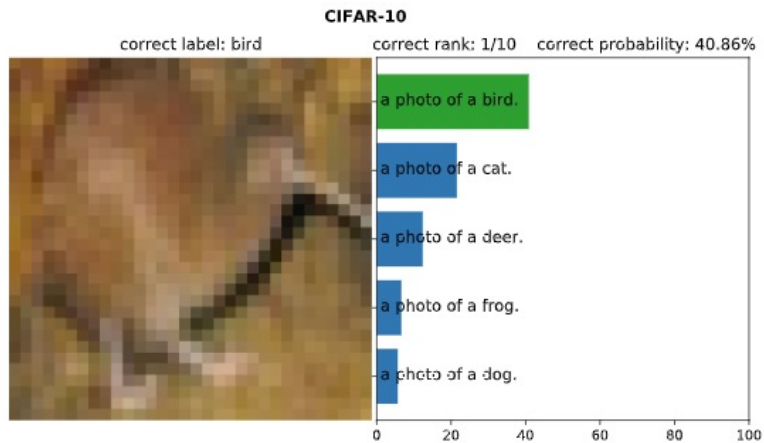 CIFAR-10
correct label: bird
correct rank: 1/10 correct probability: 40.86%
a photo of a bird.
a photo of a cat.
a photo of a deer.
a photo of a frog.
a photo of a dog.
0 20 40 60 80 100